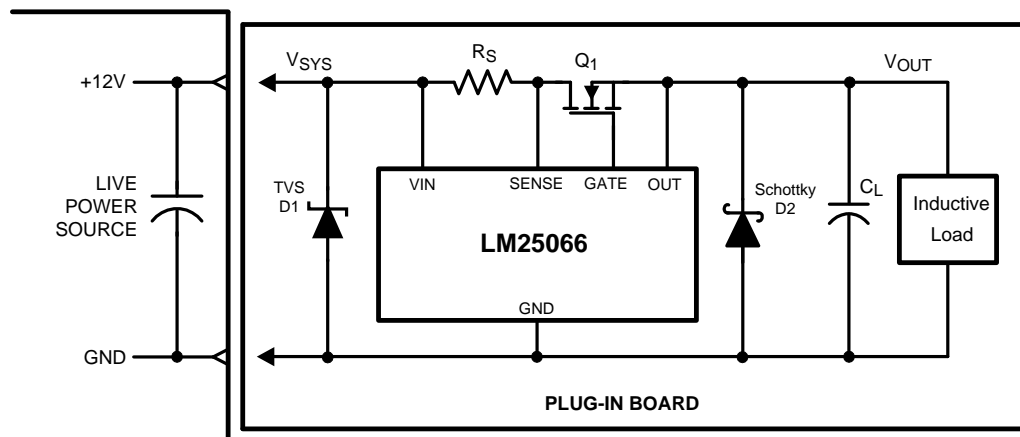 +12V
LIVE
POWER
SOURCE
GND
VSYS
RS
Q1
VOUT
VIN
SENSE
GATE
OUT
TVS
D1
LM25066
GND
Schottky
D2
CL
Inductive
Load
PLUG-IN BOARD